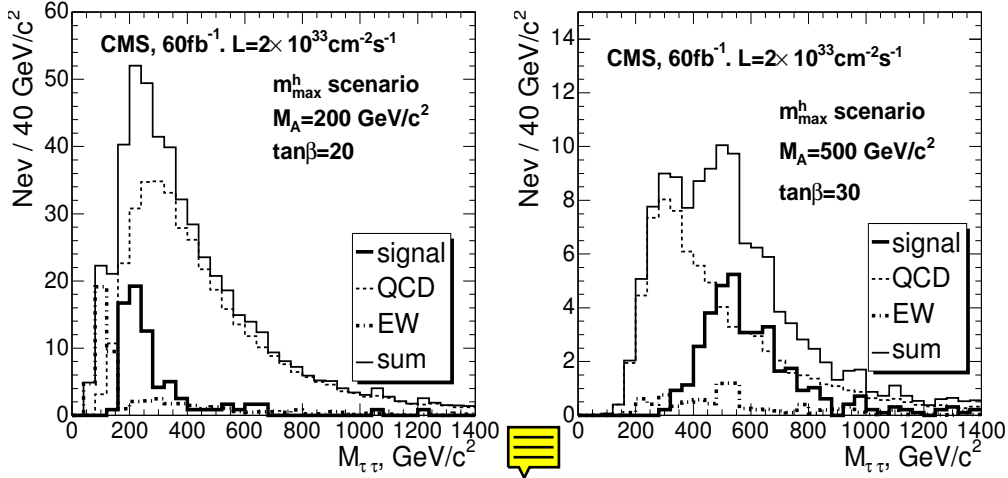 Nev / 40 GeV/c²
60
50
40
30
20
10
0
CMS, 60fb⁻¹. L=2× 10³³cm⁻²s⁻¹
mʰₘₐₓ scenario
M_A=200 GeV/c²
tanβ=20
signal
QCD
EW
sum
0 200 400 600 800 1000 1200 1400
M_ττ, GeV/c²
Nev / 40 GeV/c²
14
12
10
8
6
4
2
0
CMS, 60fb⁻¹. L=2× 10³³cm⁻²s⁻¹
mʰₘₐₓ scenario
M_A=500 GeV/c²
tanβ=30
signal
QCD
EW
sum
0 200 400 600 800 1000 1200 1400
M_ττ, GeV/c²